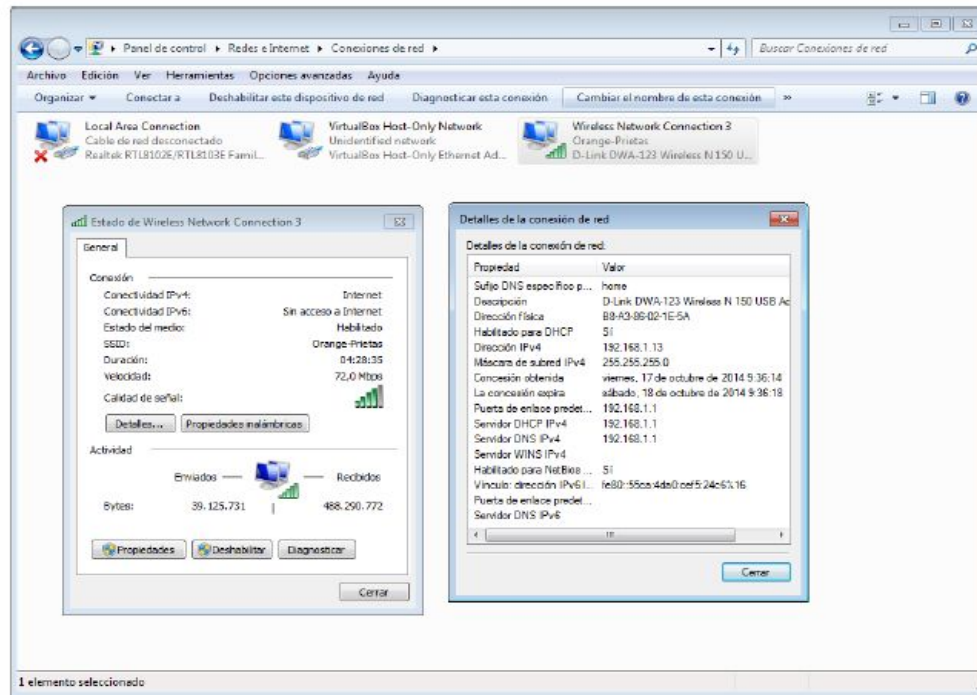 Panel de control ▸ Redes e Internet ▸ Conexiones de red ▸
Buscar Conexiones de red
Archivo Edición Ver Herramientas Opciones avanzadas Ayuda
Organizar Conectar a Deshabilitar este dispositivo de red Diagnosticar esta conexión Cambiar el nombre de esta conexión »
Local Area Connection
Cable de red desconectado
Realtek RTL8102E/RTL8103E Famil...
VirtualBox Host-Only Network
Unidentified network
VirtualBox Host-Only Ethernet Ad...
Wireless Network Connection 3
Orange-Prietas
D-Link DWA-123 Wireless N 150 U...
Estado de Wireless Network Connection 3
General
Conexión
Conectividad IPv4: Internet
Conectividad IPv6: Sin acceso a Internet
Estado del medio: Habilitado
SSID: Orange-Prietas
Duración: 04:28:35
Velocidad: 72,0 Mbps
Calidad de señal:
Detalles... Propiedades inalámbricas
Actividad
Enviados — — Recibidos
Bytes: 39.125.731 | 488.290.772
Propiedades Deshabilitar Diagnosticar
Cerrar
Detalles de la conexión de red
Detalles de la conexión de red:
Propiedad Valor
Sufijo DNS específico p... home
Descripción D-Link DWA-123 Wireless N 150 USB Ac
Dirección física B8-A3-86-02-1E-5A
Habilitado para DHCP Sí
Dirección IPv4 192.168.1.13
Máscara de subred IPv4 255.255.255.0
Concesión obtenida viernes, 17 de octubre de 2014 9:36:14
La concesión expira sábado, 18 de octubre de 2014 9:36:18
Puerta de enlace predet... 192.168.1.1
Servidor DHCP IPv4 192.168.1.1
Servidor DNS IPv4 192.168.1.1
Servidor WINS IPv4
Habilitado para NetBios ... Sí
Vínculo: dirección IPv6 l... fe80::55ca:4da0:cef5:24c6%16
Puerta de enlace predet...
Servidor DNS IPv6
Cerrar
1 elemento seleccionado